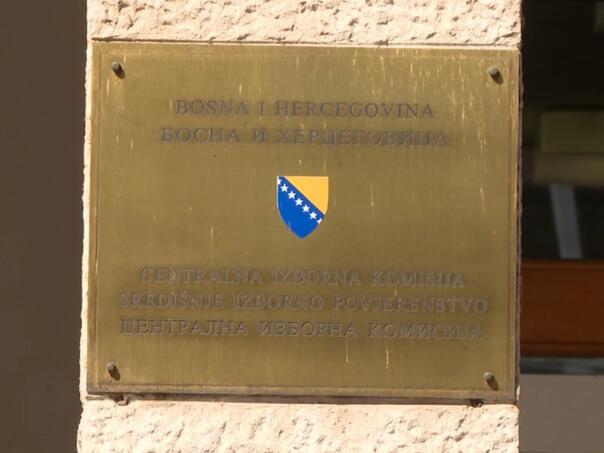 BOSNA I HERCEGOVINA
БОСНА И ХЕРЦЕГОВИНА
CENTRALNA IZBORNA KOMISIJA
SREDIŠNJE IZBORNO POVJERENSTVO
ЦЕНТРАЛНА ИЗБОРНА КОМИСИЈА